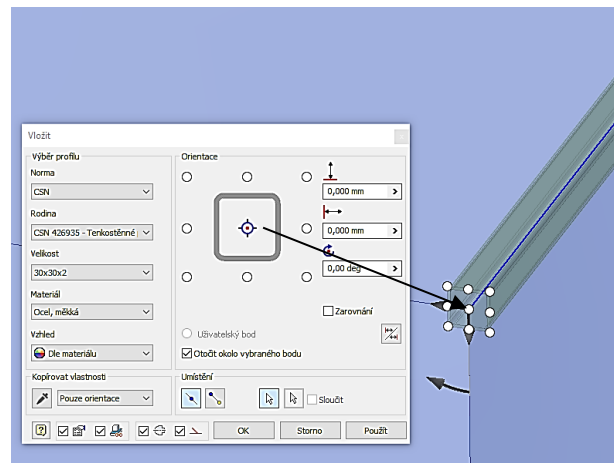 Vložit
Výběr profilu
Norma
CSN
Rodina
CSN 426935 - Tenkostěnné
Velikost
30x30x2
Materiál
Ocel, měkká
Vzhled
Dle materiálu
Orientace
0,000 mm
0,000 mm
0,00 deg
Zarovnání
Uživatelský bod
Otočit okolo vybraného bodu
Kopírovat vlastnosti
Pouze orientace
Umístění
Sloučit
OK
Storno
Použít